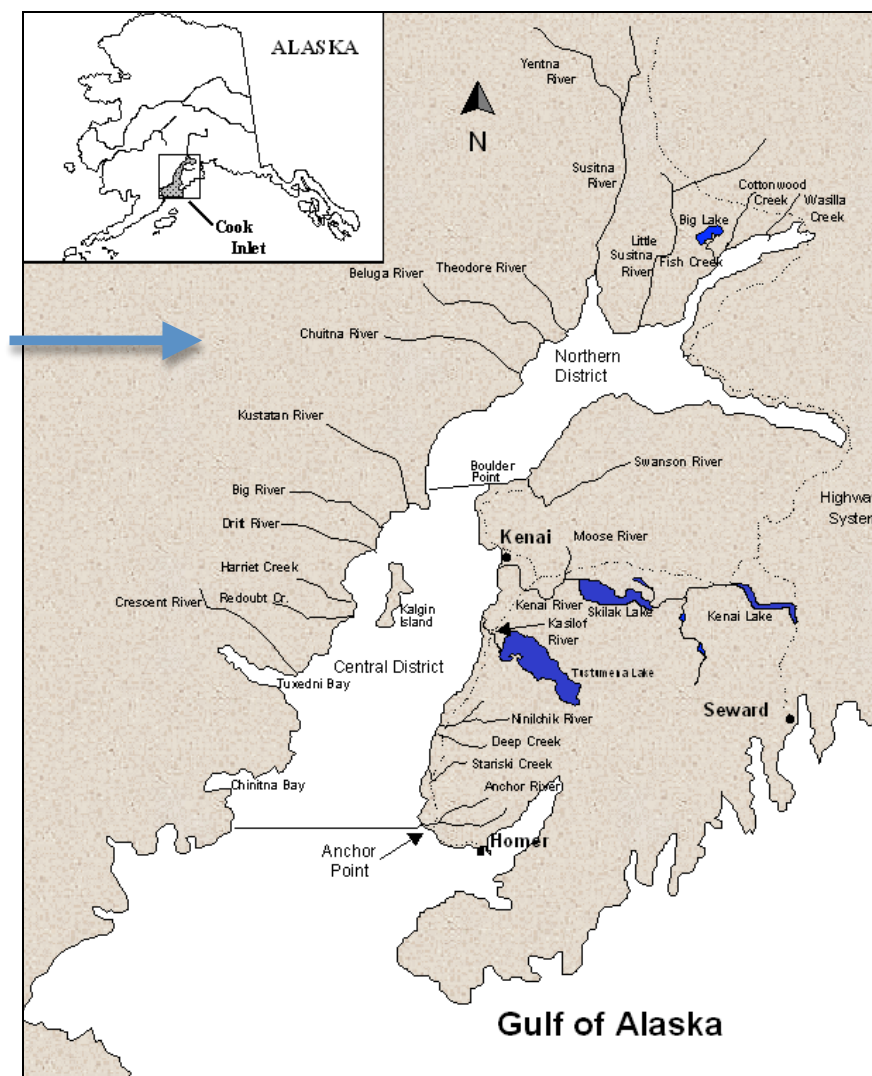 ALASKA
Cook
Inlet
N
Yentna
River
Susitna
River
Cottonwood
Creek
Wasilla
Creek
Big Lake
Little
Susitna
River
Fish Creek
Theodore River
Beluga River
Chuitna River
Northern
District
Kustatan River
Boulder
Point
Swanson River
Big River
Highway
System
Drift River
Kenai
Moose River
Harriet Creek
Crescent River
Redoubt Cr.
Kalgin
Island
Kenai River
Skilak Lake
Kenai Lake
Kasilof
River
Central District
Tustumena Lake
Tuxedni Bay
Seward
Ninilchik River
Deep Creek
Stariski Creek
Chinitna Bay
Anchor River
Anchor
Point
Homer
Gulf of Alaska